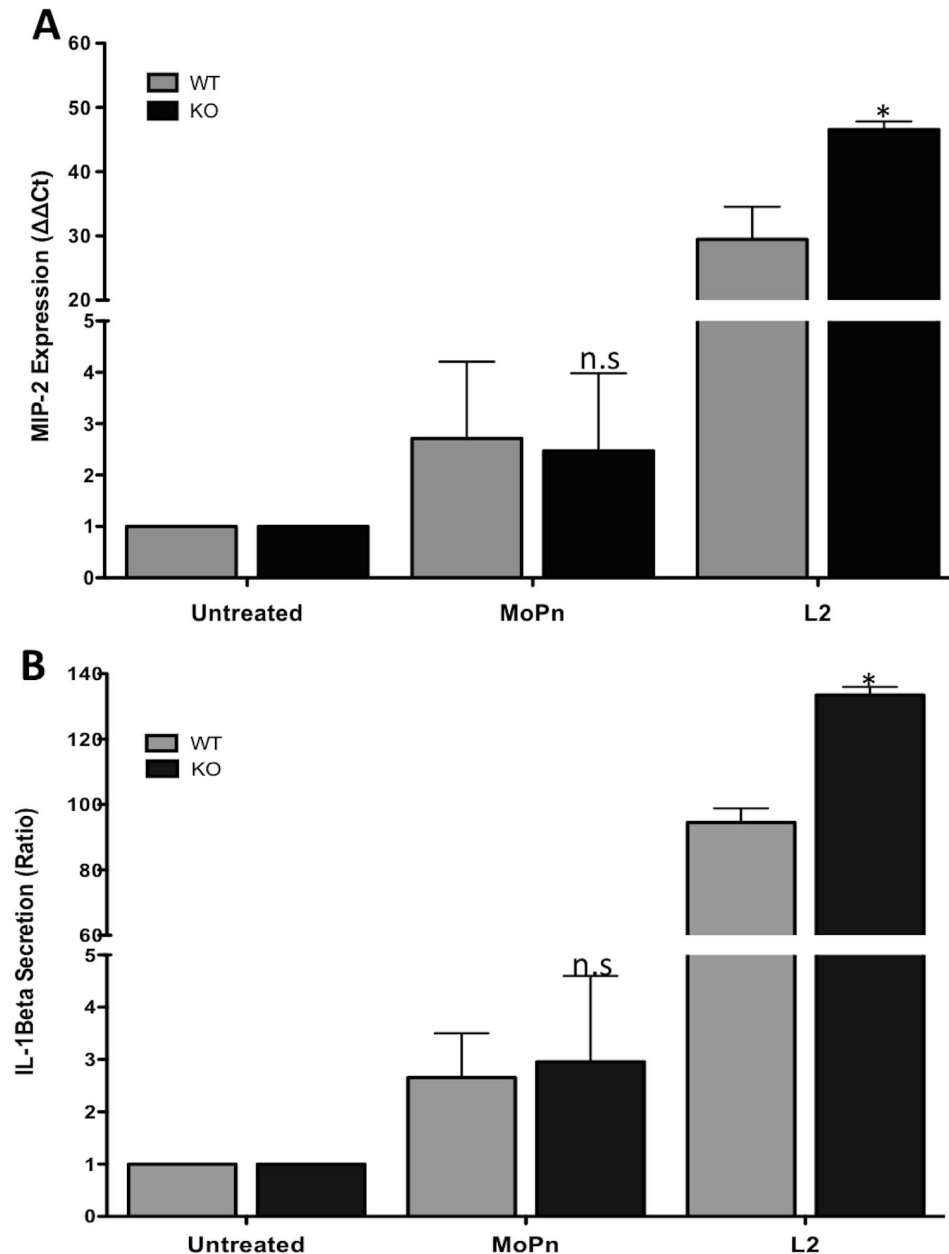 A
60
WT
KO
50
*
40
30
20
5
n.s
4
3
2
1
0
MIP-2 Expression (ΔΔCt)
Untreated MoPn L2
B
140
*
WT
KO
120
100
80
60
5
n.s
4
3
2
1
0
IL-1Beta Secretion (Ratio)
Untreated MoPn L2